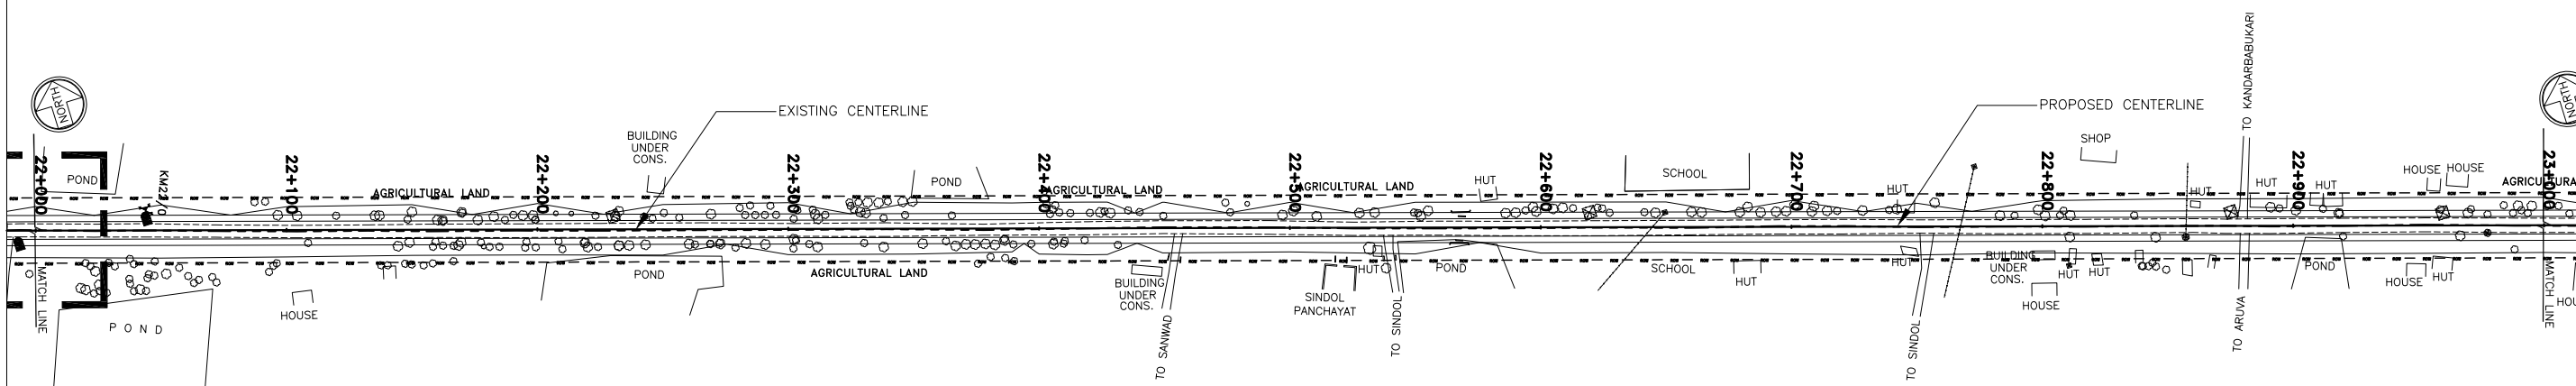 NORTH
EXISTING CENTERLINE
PROPOSED CENTERLINE
TO KANDARBABUKARI
NORTH
BUILDING
UNDER
CONS.
SHOP
22+000
POND
22+100
AGRICULTURAL LAND
22+200
22+300
POND
22+400
AGRICULTURAL LAND
22+500
AGRICULTURAL LAND
HUT
22+600
SCHOOL
22+700
HUT
22+800
HUT
HUT
22+900
HUT
HOUSE
HOUSE
23+000
MATCH LINE
P O N D
HOUSE
POND
AGRICULTURAL LAND
BUILDING
UNDER
CONS.
TO SANWAD
SINDOL
PANCHAYAT
HUT
TO SINDOL
POND
SCHOOL
HUT
HUT
TO SINDOL
BUILDING
UNDER
CONS.
HOUSE
HUT
HUT
TO ARUVA
POND
HOUSE
HUT
MATCH LINE